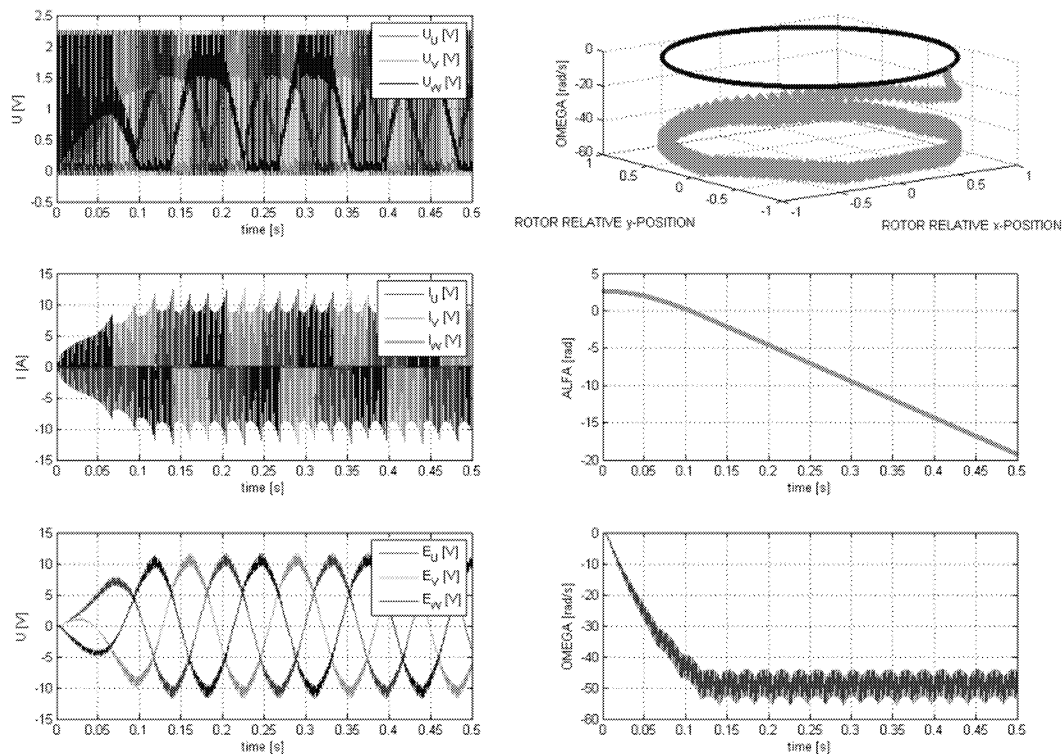 2.5
2
1.5
1
0.5
0
-0.5
U [V]
U_U [V]
U_V [V]
U_W [V]
0 0.05 0.1 0.15 0.2 0.25 0.3 0.35 0.4 0.45 0.5
time [s]
0
-20
-40
-60
OMEGA [rad/s]
1 0.5 0 -0.5 -1
-1 -0.5 0 0.5 1
ROTOR RELATIVE y-POSITION
ROTOR RELATIVE x-POSITION
15
10
5
0
-5
-10
-15
I [A]
I_U [V]
I_V [V]
I_W [V]
0 0.05 0.1 0.15 0.2 0.25 0.3 0.35 0.4 0.45 0.5
time [s]
5
0
-5
-10
-15
-20
ALFA [rad]
0 0.05 0.1 0.15 0.2 0.25 0.3 0.35 0.4 0.45 0.5
time [s]
15
10
5
0
-5
-10
-15
U [V]
E_U [V]
E_V [V]
E_W [V]
0 0.05 0.1 0.15 0.2 0.25 0.3 0.35 0.4 0.45 0.5
time [s]
0
-10
-20
-30
-40
-50
-60
OMEGA [rad/s]
0 0.05 0.1 0.15 0.2 0.25 0.3 0.35 0.4 0.45 0.5
time [s]